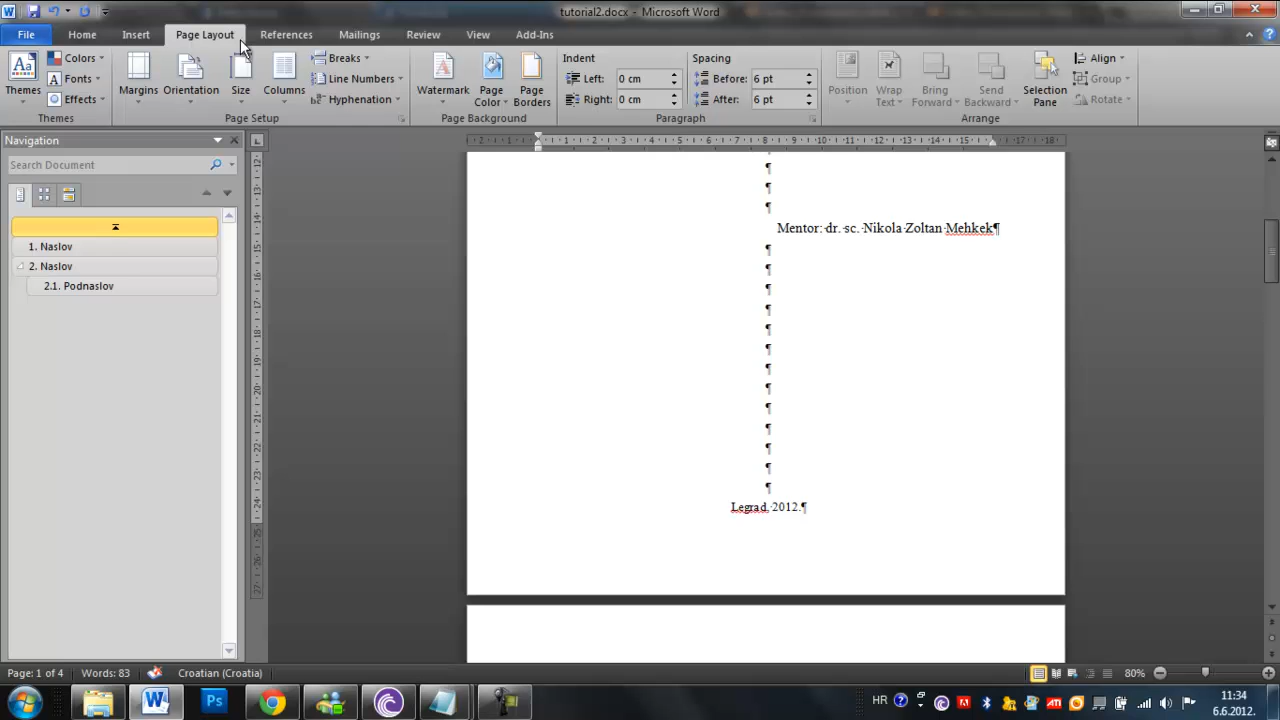 tutorial2.docx - Microsoft Word
File Home Insert Page Layout References Mailings Review View Add-Ins
Themes Colors Fonts Effects
Margins Orientation Size Columns Breaks Line Numbers Hyphenation
Watermark Page Color Page Borders
Indent Left: 0 cm Right: 0 cm
Spacing Before: 6 pt After: 6 pt
Position Wrap Text Bring Forward Send Backward Selection Pane Align Group Rotate
Themes Page Setup Page Background Paragraph Arrange
Navigation
Search Document
1. Naslov
2. Naslov
2.1. Podnaslov
Mentor: dr. sc. Nikola Zoltan Mehkek¶
Legrad, 2012.¶
Page: 1 of 4 Words: 83 Croatian (Croatia) 80%
HR 11:34
6.6.2012.